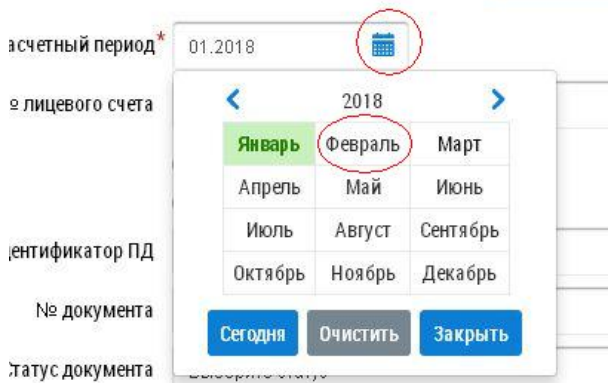 асчетный период* 01.2018
№ лицевого счета
2018
Январь Февраль Март
Апрель Май Июнь
Июль Август Сентябрь
дентификатор ПД
Октябрь Ноябрь Декабрь
№ документа
Сегодня Очистить Закрыть
Статус документа